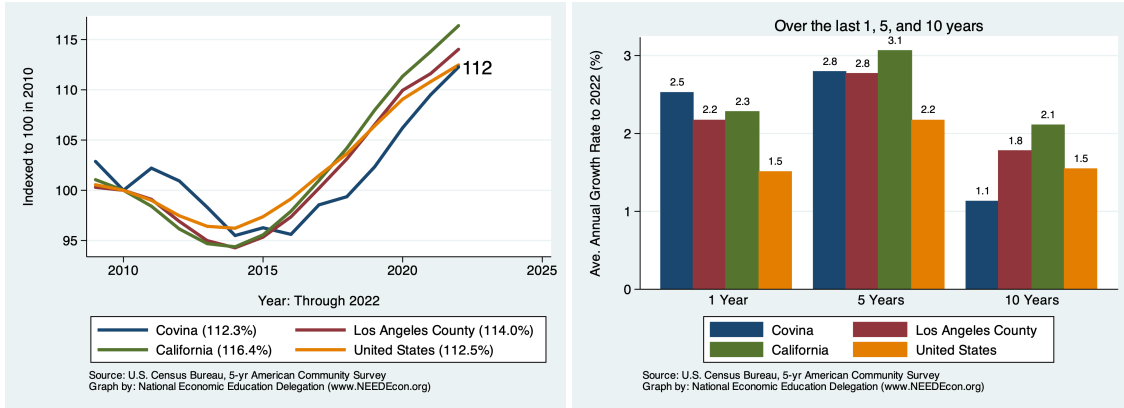 Indexed to 100 in 2010
115
110
105
100
95
112
2010
2015
2020
2025
Year: Through 2022
Covina (112.3%)
Los Angeles County (114.0%)
California (116.4%)
United States (112.5%)
Source: U.S. Census Bureau, 5-yr American Community Survey
Graph by: National Economic Education Delegation (www.NEEDEcon.org)
Over the last 1, 5, and 10 years
Ave. Annual Growth Rate to 2022 (%)
3
2
1
0
2.5
2.2
2.3
1.5
2.8
2.8
3.1
2.2
1.1
1.8
2.1
1.5
1 Year
5 Years
10 Years
Covina
Los Angeles County
California
United States
Source: U.S. Census Bureau, 5-yr American Community Survey
Graph by: National Economic Education Delegation (www.NEEDEcon.org)